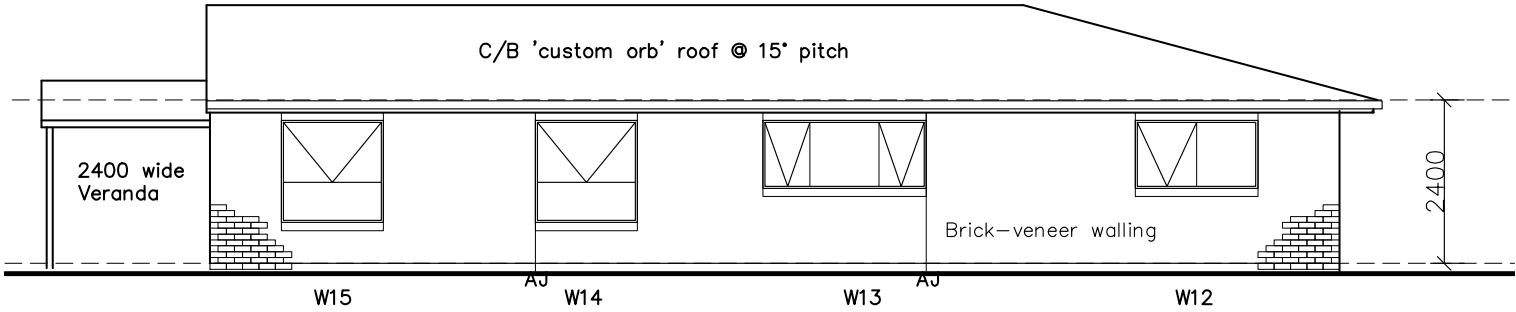 C/B 'custom orb' roof @ 15° pitch
2400 wide
Veranda
2400
Brick-veneer walling
AJ
AJ
W15
W14
W13
W12